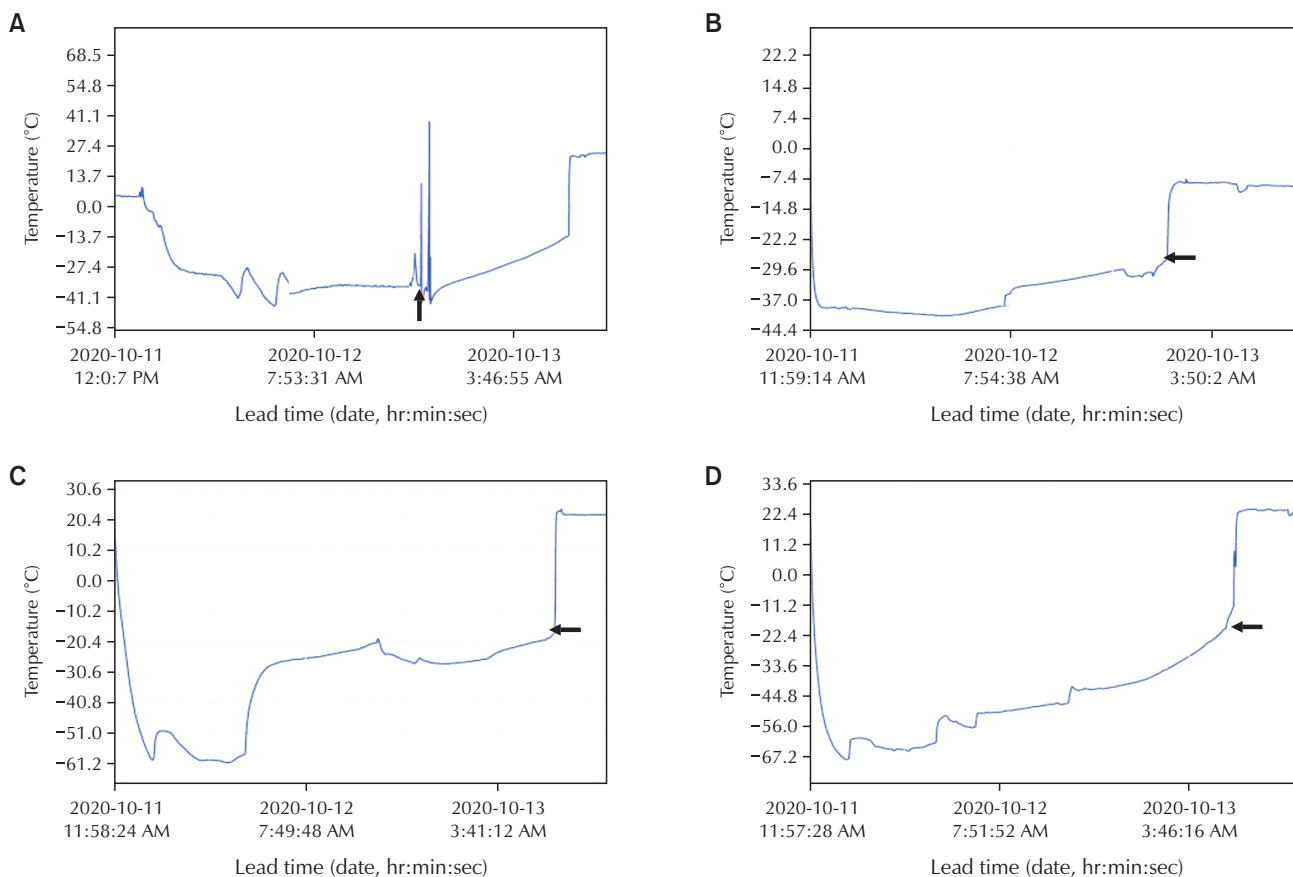 A
Temperature (°C)
68.5
54.8
41.1
27.4
13.7
0.0
−13.7
−27.4
−41.1
−54.8
2020-10-11
12:0:7 PM
2020-10-12
7:53:31 AM
2020-10-13
3:46:55 AM
Lead time (date, hr:min:sec)
B
Temperature (°C)
22.2
14.8
7.4
0.0
−7.4
−14.8
−22.2
−29.6
−37.0
−44.4
2020-10-11
11:59:14 AM
2020-10-12
7:54:38 AM
2020-10-13
3:50:2 AM
Lead time (date, hr:min:sec)
C
Temperature (°C)
30.6
20.4
10.2
0.0
−10.2
−20.4
−30.6
−40.8
−51.0
−61.2
2020-10-11
11:58:24 AM
2020-10-12
7:49:48 AM
2020-10-13
3:41:12 AM
Lead time (date, hr:min:sec)
D
Temperature (°C)
33.6
22.4
11.2
0.0
−11.2
−22.4
−33.6
−44.8
−56.0
−67.2
2020-10-11
11:57:28 AM
2020-10-12
7:51:52 AM
2020-10-13
3:46:16 AM
Lead time (date, hr:min:sec)